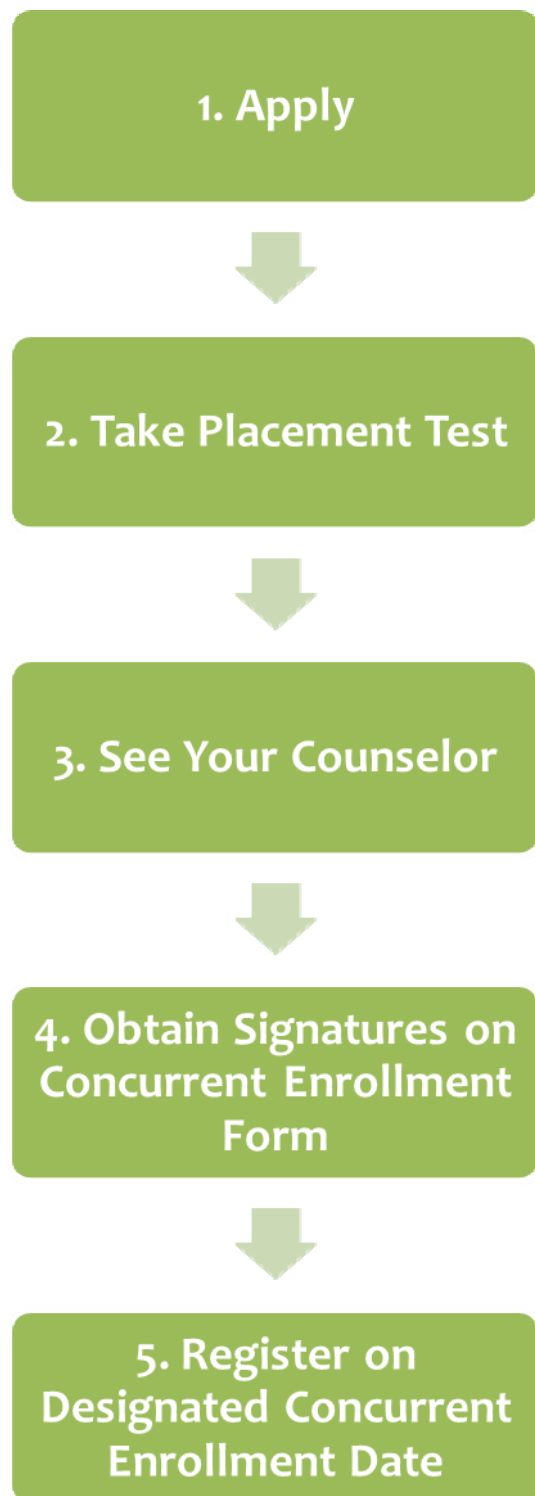 1. Apply
2. Take Placement Test
3. See Your Counselor
4. Obtain Signatures on
Concurrent Enrollment
Form
5. Register on
Designated Concurrent
Enrollment Date